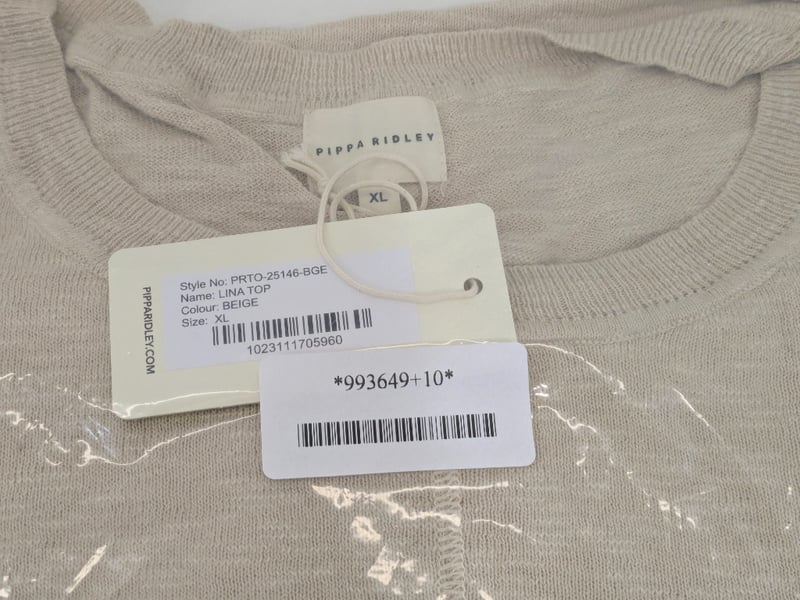 PIPPA RIDLEY
XL
PIPPARIDLEY.COM
Style No: PRTO-25146-BGE
Name: LINA TOP
Colour: BEIGE
Size: XL
1023111705960
*993649+10*